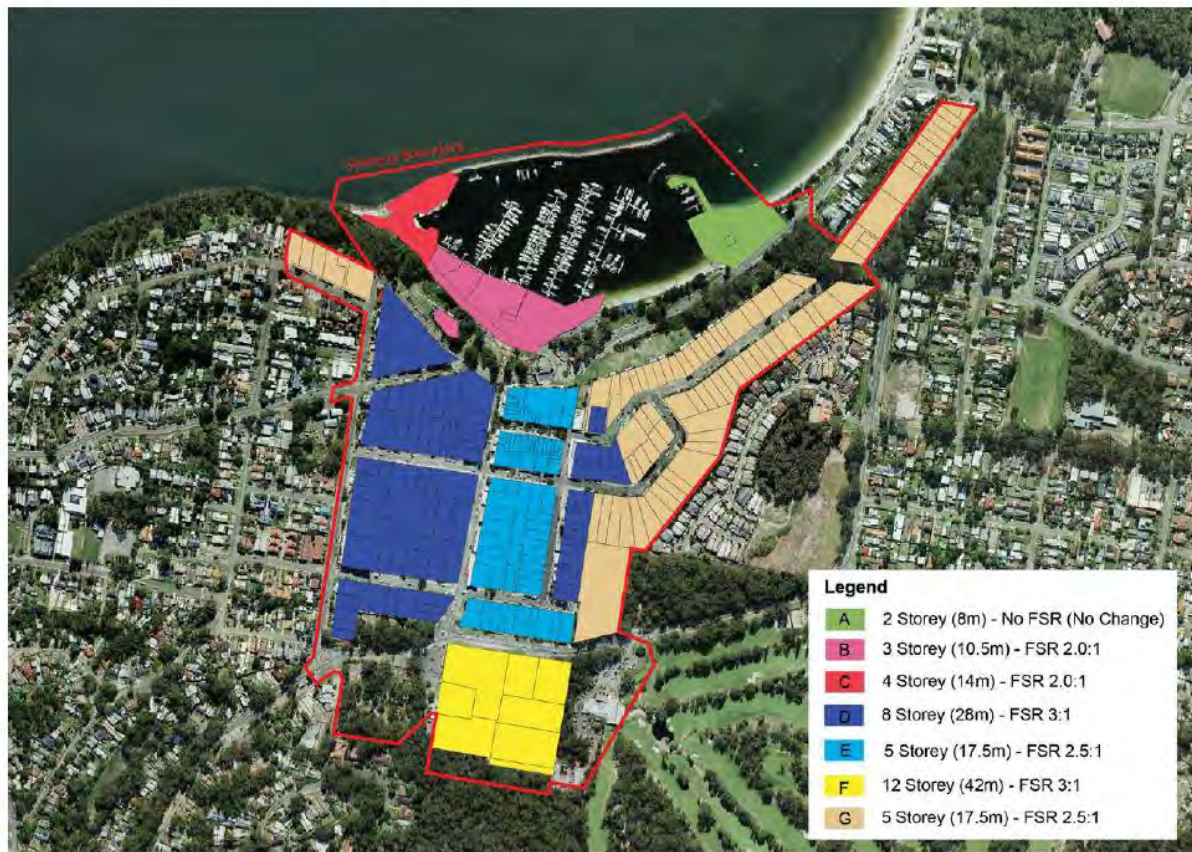 Legend
A 2 Storey (8m) - No FSR (No Change)
B 3 Storey (10.5m) - FSR 2.0:1
C 4 Storey (14m) - FSR 2.0:1
D 8 Storey (28m) - FSR 3:1
E 5 Storey (17.5m) - FSR 2.5:1
F 12 Storey (42m) - FSR 3:1
G 5 Storey (17.5m) - FSR 2.5:1